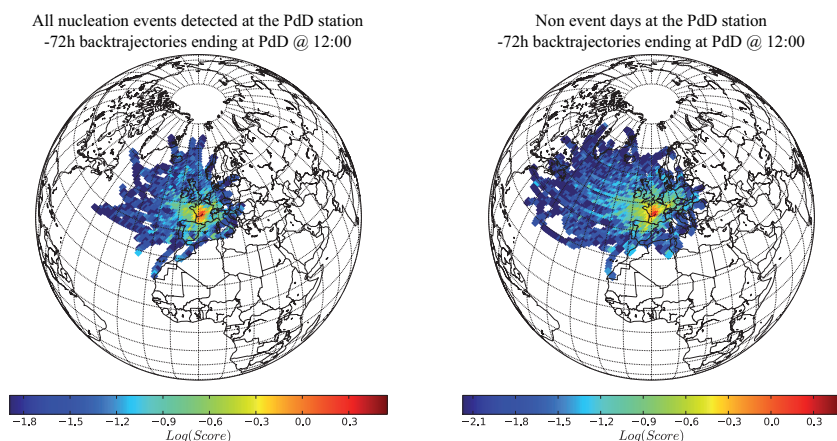 All nucleation events detected at the PdD station
-72h backtrajectories ending at PdD @ 12:00
Non event days at the PdD station
-72h backtrajectories ending at PdD @ 12:00
-1.8 -1.5 -1.2 -0.9 -0.6 -0.3 0.0 0.3
Log(Score)
-2.1 -1.8 -1.5 -1.2 -0.9 -0.6 -0.3 0.0 0.3
Log(Score)